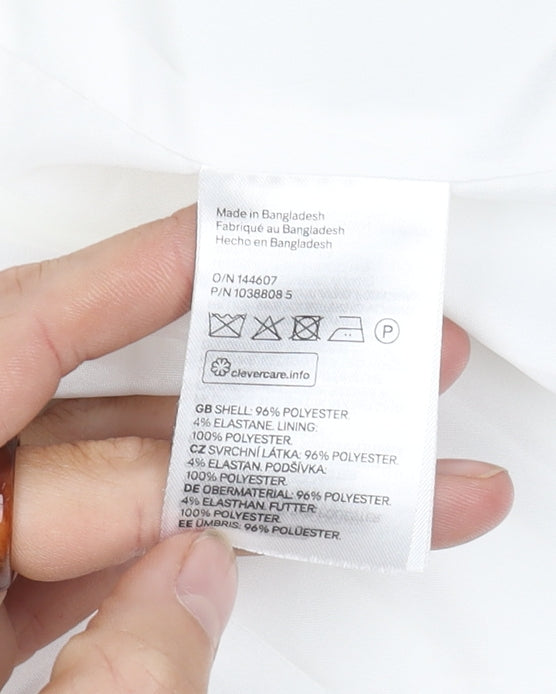 Made in Bangladesh
Fabriqué au Bangladesh
Hecho en Bangladesh
O/N 144607
P/N 1038808 5
P
clevercare.info
GB SHELL: 96% POLYESTER.
4% ELASTANE. LINING:
100% POLYESTER.
CZ SVRCHNÍ LÁTKA: 96% POLYESTER.
4% ELASTAN. PODŠÍVKA:
100% POLYESTER.
DE OBERMATERIAL: 96% POLYESTER.
4% ELASTHAN. FUTTER:
100% POLYESTER.
EE ÜMBRIS: 96% POLÜESTER.